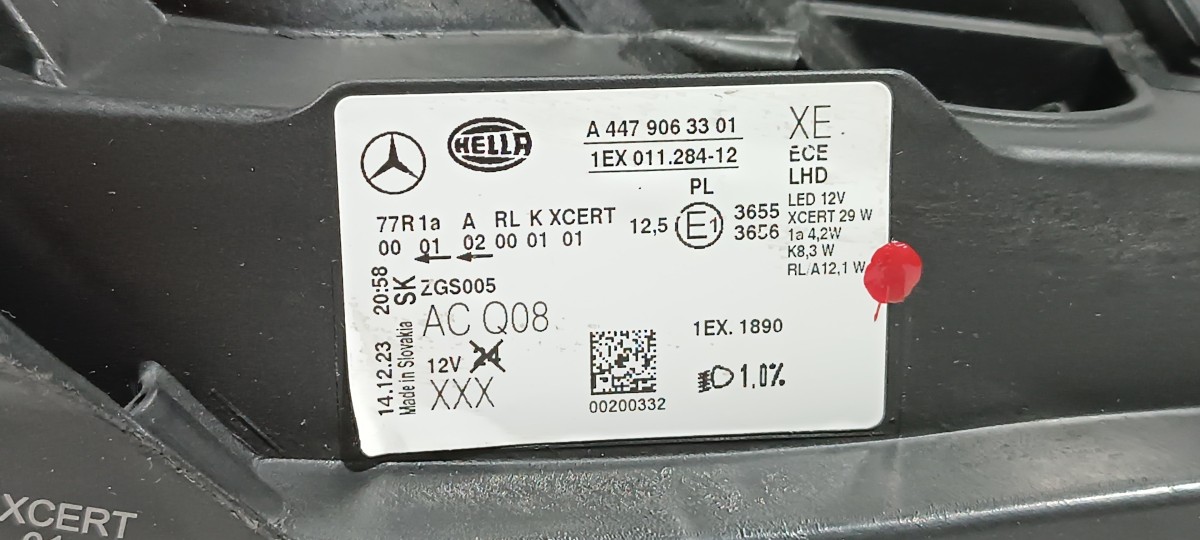 HELLA
A 447 906 33 01
1EX 011.284-12
XE
ECE
LHD
PL
LED 12V
XCERT 29 W
1a 4,2W
K8,3 W
RL/A12,1 W
77R 1a A RL K XCERT
00 01 02 00 01 01
12,5 E1 3655
3656
14.12.23 20:58
Made in Slovakia
SK
ZGS005
AC Q08
12V 24
XXX
00200332
1EX. 1890
1,0%
XCERT